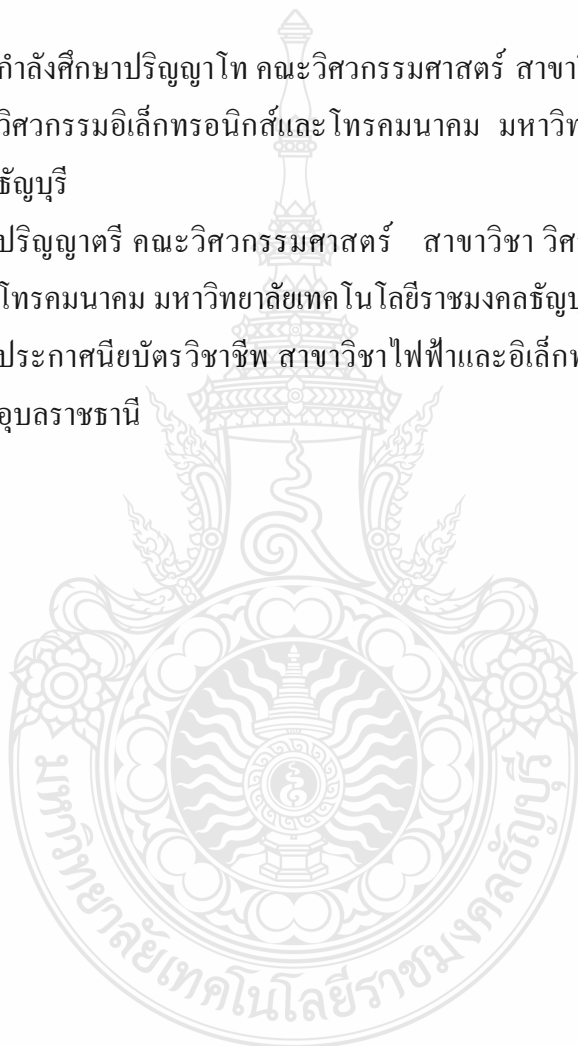 กำลังศึกษาปริญญาโท คณะวิศวกรรมศาสตร์ สาขาวิ
วิศวกรรมอิเล็กทรอนิกส์และโทรคมนาคม มหาวิท
ธัญบุรี
ปริญญาตรี คณะวิศวกรรมศาสตร์ สาขาวิชา วิศ
โทรคมนาคม มหาวิทยาลัยเทคโนโลยีราชมงคลธัญบ
ประกาศนียบัตรวิชาชีพ สาขาวิชาไฟฟ้าและอิเล็กท
อุบลราชธานี
มหาวิทยาลัยเทคโนโลยีราชมงคลธัญบุรี